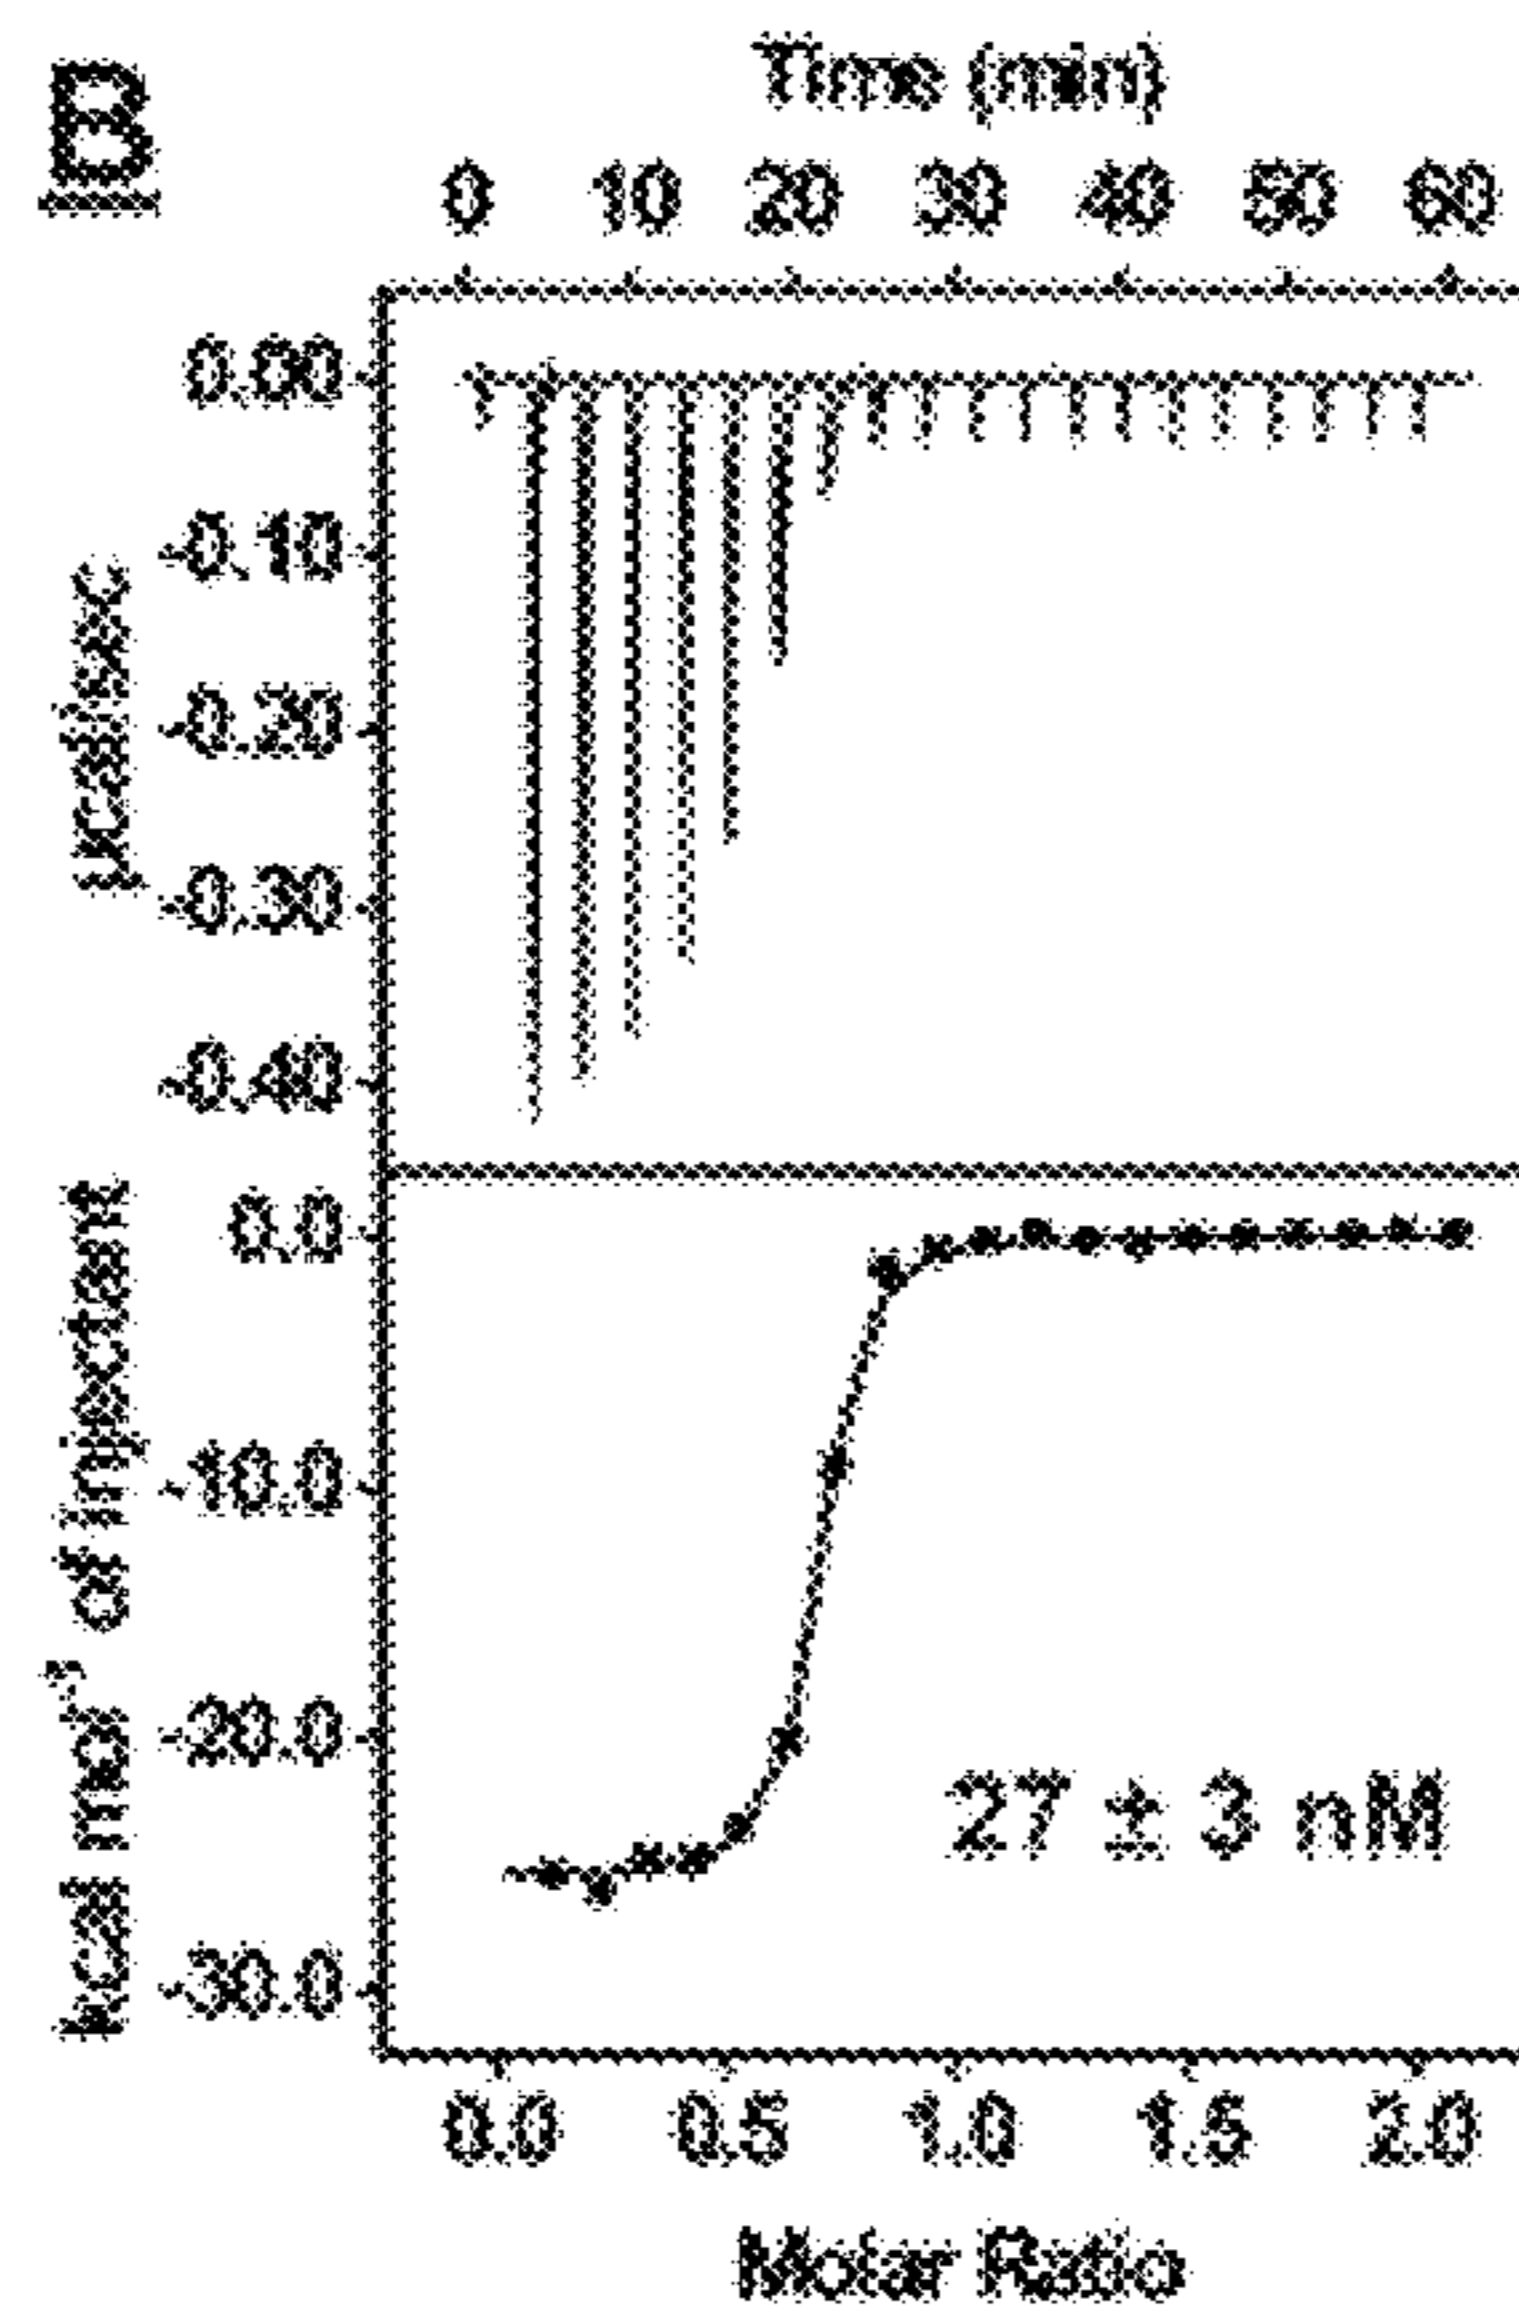 B
Time (min)
0 10 20 30 40 50 60
0.00
-0.10
-0.20
-0.30
-0.40
µcal/sec
0.0
-10.0
-20.0
-30.0
kcal mol⁻¹ of injectant
27 ± 3 nM
0.0 0.5 1.0 1.5 2.0
Molar Ratio